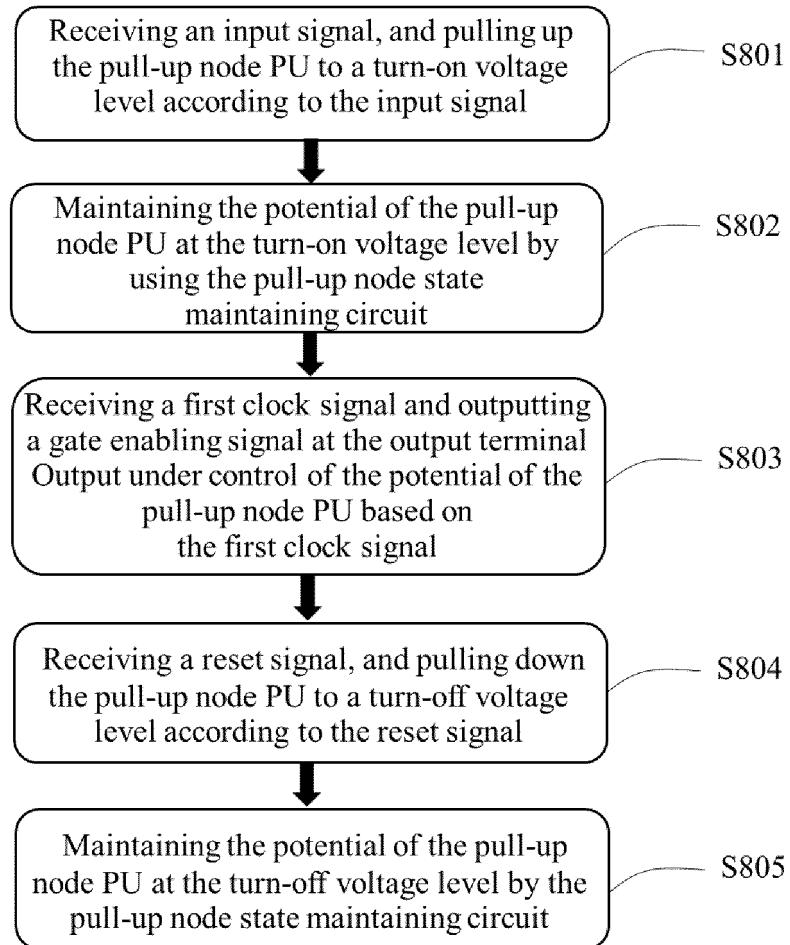 Receiving an input signal, and pulling up
the pull-up node PU to a turn-on voltage
level according to the input signal
S801
Maintaining the potential of the pull-up
node PU at the turn-on voltage level by
using the pull-up node state
maintaining circuit
S802
Receiving a first clock signal and outputting
a gate enabling signal at the output terminal
Output under control of the potential of the
pull-up node PU based on
the first clock signal
S803
Receiving a reset signal, and pulling down
the pull-up node PU to a turn-off voltage
level according to the reset signal
S804
Maintaining the potential of the pull-up
node PU at the turn-off voltage level by the
pull-up node state maintaining circuit
S805